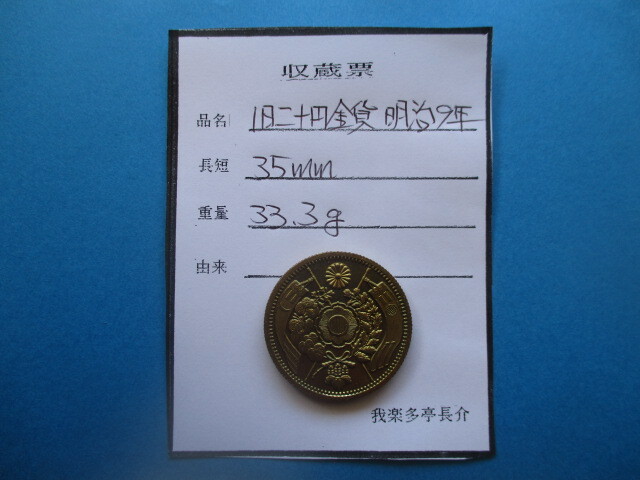 収蔵票
品名 旧二十円金貨 明治9年
長短 35mm
重量 33.3g
由来
我楽多亭長介